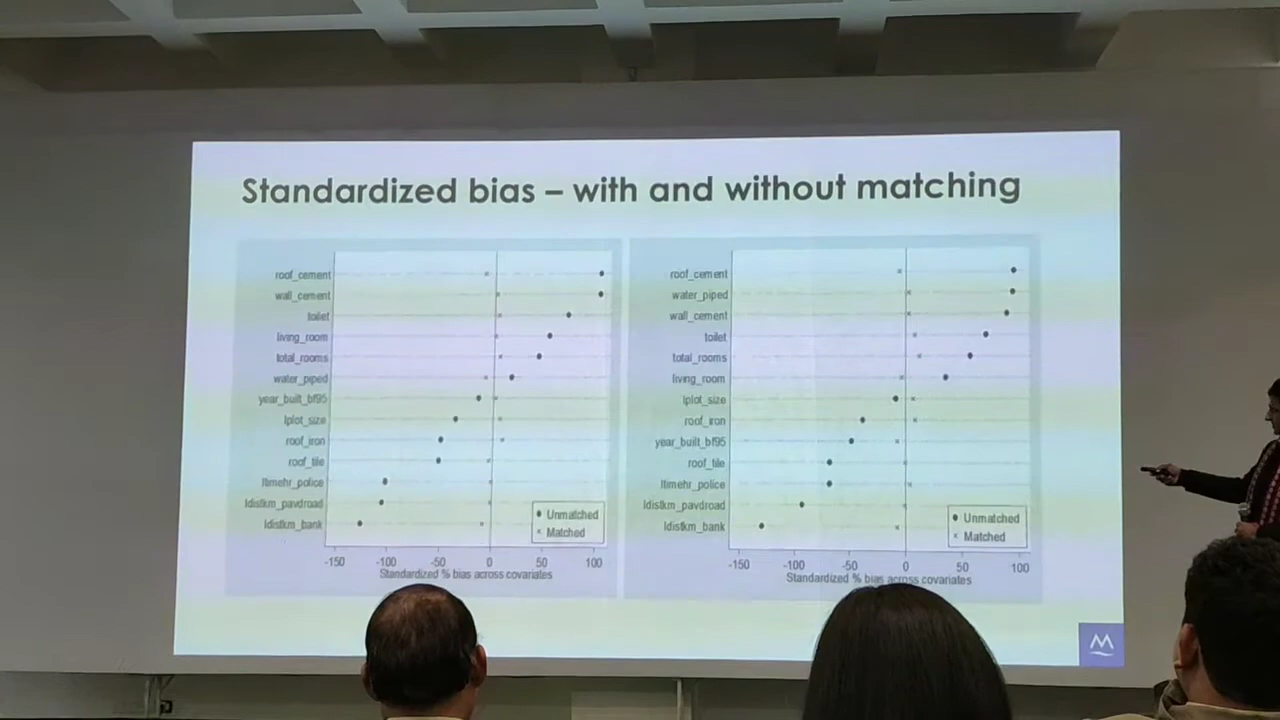 Standardized bias – with and without matching
roof_cement
wall_cement
toilet
living_room
total_rooms
water_piped
year_built_bf95
lplot_size
roof_iron
roof_tile
ltimehr_police
ldistkm_pavdroad
ldistkm_bank
Unmatched
Matched
-150 -100 -50 0 50 100
Standardized % bias across covariates
roof_cement
water_piped
wall_cement
toilet
total_rooms
living_room
lplot_size
roof_iron
year_built_bf95
roof_tile
ltimehr_police
ldistkm_pavdroad
ldistkm_bank
Unmatched
Matched
-150 -100 -50 0 50 100
Standardized % bias across covariates